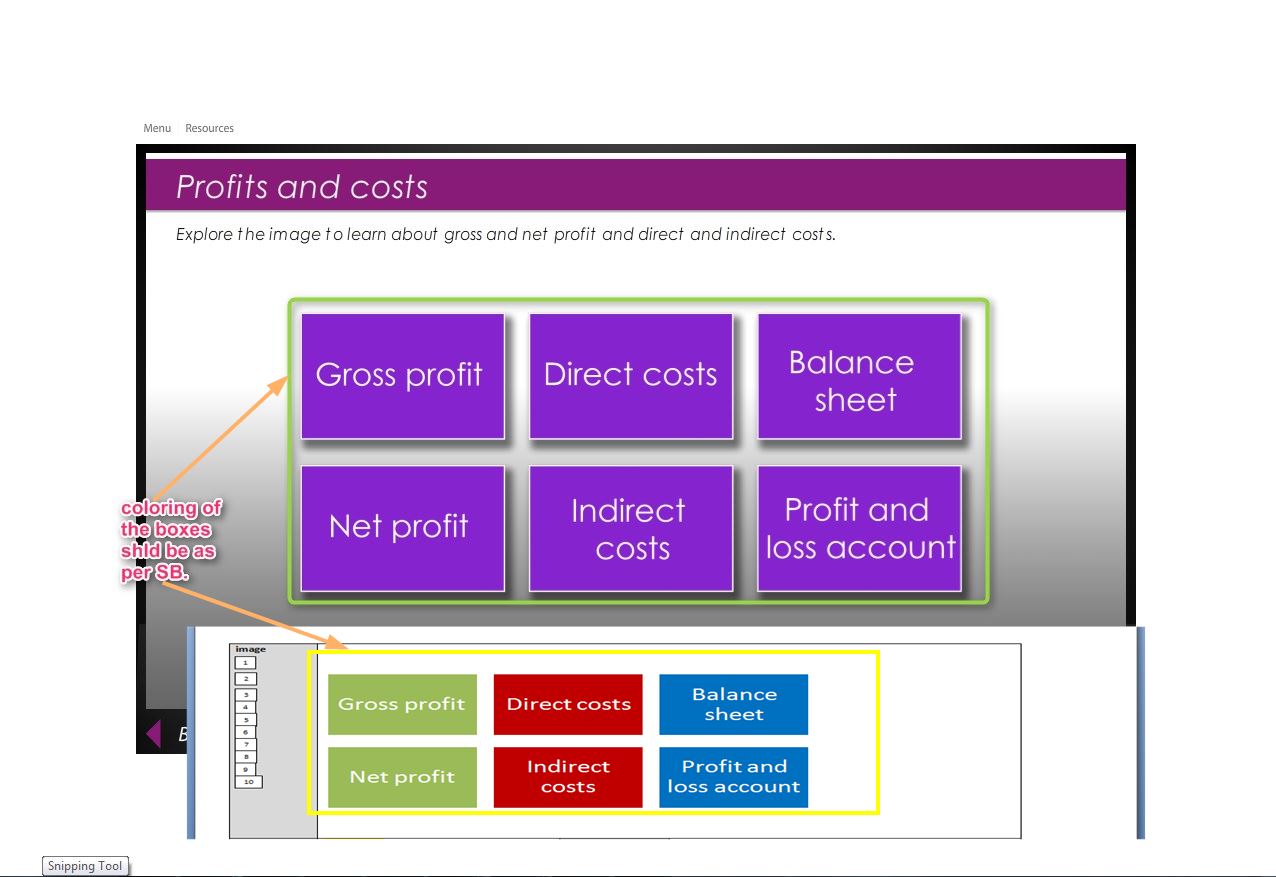 Menu Resources
Profits and costs
Explore the image to learn about gross and net profit and direct and indirect costs.
Gross profit
Direct costs
Balance
sheet
Net profit
Indirect
costs
Profit and
loss account
coloring of
the boxes
shld be as
per SB.
B
image
1
2
3
4
5
6
7
8
9
10
Gross profit
Direct costs
Balance
sheet
Net profit
Indirect
costs
Profit and
loss account
Snipping Tool